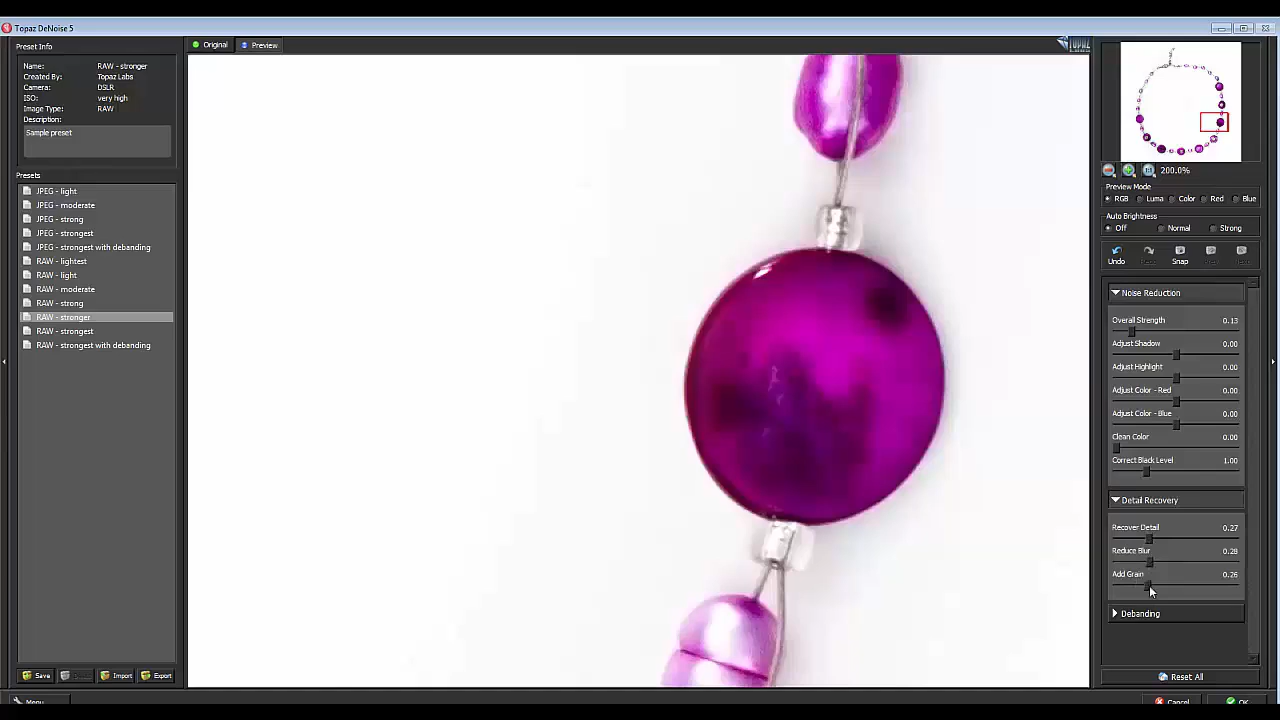 Topaz DeNoise 5
Preset Info
Name: RAW - stronger
Created By: Topaz Labs
Camera: DSLR
ISO: very high
Image Type: RAW
Description:
Sample preset
Presets
JPEG - light
JPEG - moderate
JPEG - strong
JPEG - strongest
JPEG - strongest with debanding
RAW - lightest
RAW - light
RAW - moderate
RAW - strong
RAW - stronger
RAW - strongest
RAW - strongest with debanding
Save
Import
Export
Menu
Original Preview
TOPAZ
200.0%
Preview Mode
RGB Luma Color Red Blue
Auto Brightness
Off Normal Strong
Undo Snap
Noise Reduction
Overall Strength 0.13
Adjust Shadow 0.00
Adjust Highlight 0.00
Adjust Color - Red 0.00
Adjust Color - Blue 0.00
Clean Color 0.00
Correct Black Level 1.00
Detail Recovery
Recover Detail 0.27
Reduce Blur 0.28
Add Grain 0.26
Debanding
Reset All
Cancel OK